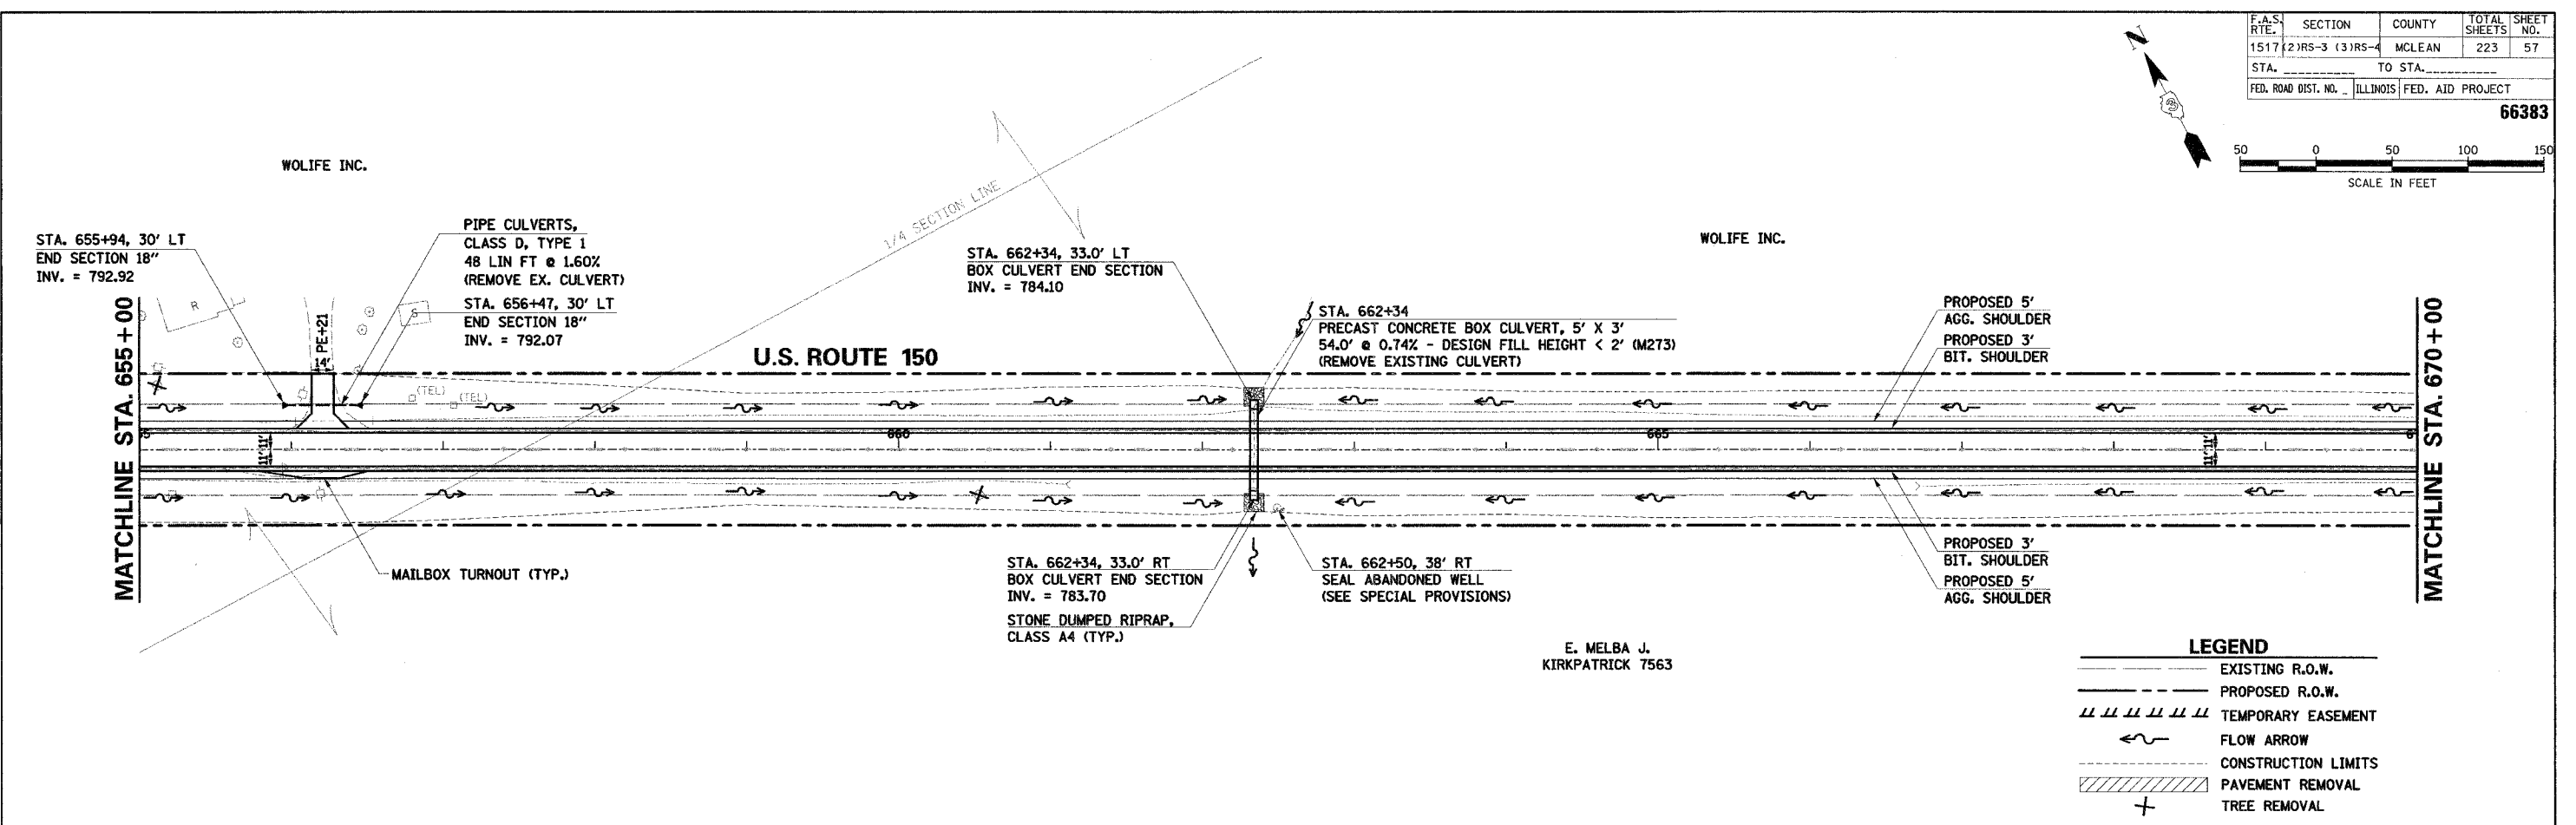 F.A.S. RTE. SECTION COUNTY TOTAL SHEETS SHEET NO.
1517 (2)RS-3 (3)RS-4 MCLEAN 223 57
STA. __________ TO STA. __________
FED. ROAD DIST. NO. _ ILLINOIS FED. AID PROJECT
66383
N
50 0 50 100 150
SCALE IN FEET
WOLIFE INC.
STA. 655+94, 30' LT
END SECTION 18"
INV. = 792.92
PIPE CULVERTS,
CLASS D, TYPE 1
48 LIN FT @ 1.60%
(REMOVE EX. CULVERT)
STA. 656+47, 30' LT
END SECTION 18"
INV. = 792.07
1/4 SECTION LINE
STA. 662+34, 33.0' LT
BOX CULVERT END SECTION
INV. = 784.10
STA. 662+34
PRECAST CONCRETE BOX CULVERT, 5' X 3'
54.0' @ 0.74% - DESIGN FILL HEIGHT < 2' (M273)
(REMOVE EXISTING CULVERT)
WOLIFE INC.
PROPOSED 5'
AGG. SHOULDER
PROPOSED 3'
BIT. SHOULDER
MATCHLINE STA. 655+00
R
PE+21
14'
S
(TEL)
(TEL)
U.S. ROUTE 150
660
665
11' 11'
11' 11'
MATCHLINE STA. 670+00
MAILBOX TURNOUT (TYP.)
STA. 662+34, 33.0' RT
BOX CULVERT END SECTION
INV. = 783.70
STONE DUMPED RIPRAP,
CLASS A4 (TYP.)
STA. 662+50, 38' RT
SEAL ABANDONED WELL
(SEE SPECIAL PROVISIONS)
PROPOSED 3'
BIT. SHOULDER
PROPOSED 5'
AGG. SHOULDER
E. MELBA J.
KIRKPATRICK 7563
LEGEND
EXISTING R.O.W.
PROPOSED R.O.W.
TEMPORARY EASEMENT
FLOW ARROW
CONSTRUCTION LIMITS
PAVEMENT REMOVAL
TREE REMOVAL